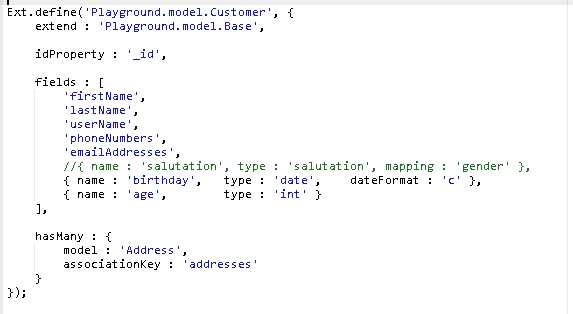 Ext.define('Playground.model.Customer', {
    extend : 'Playground.model.Base',
    idProperty : '_id',
    fields : [
        'firstName',
        'lastName',
        'userName',
        'phoneNumbers',
        'emailAddresses',
        //{ name : 'salutation', type : 'salutation', mapping : 'gender' },
        { name : 'birthday',   type : 'date',    dateFormat : 'c' },
        { name : 'age',        type : 'int' }
    ],
    hasMany : {
        model : 'Address',
        associationKey : 'addresses'
    }
});